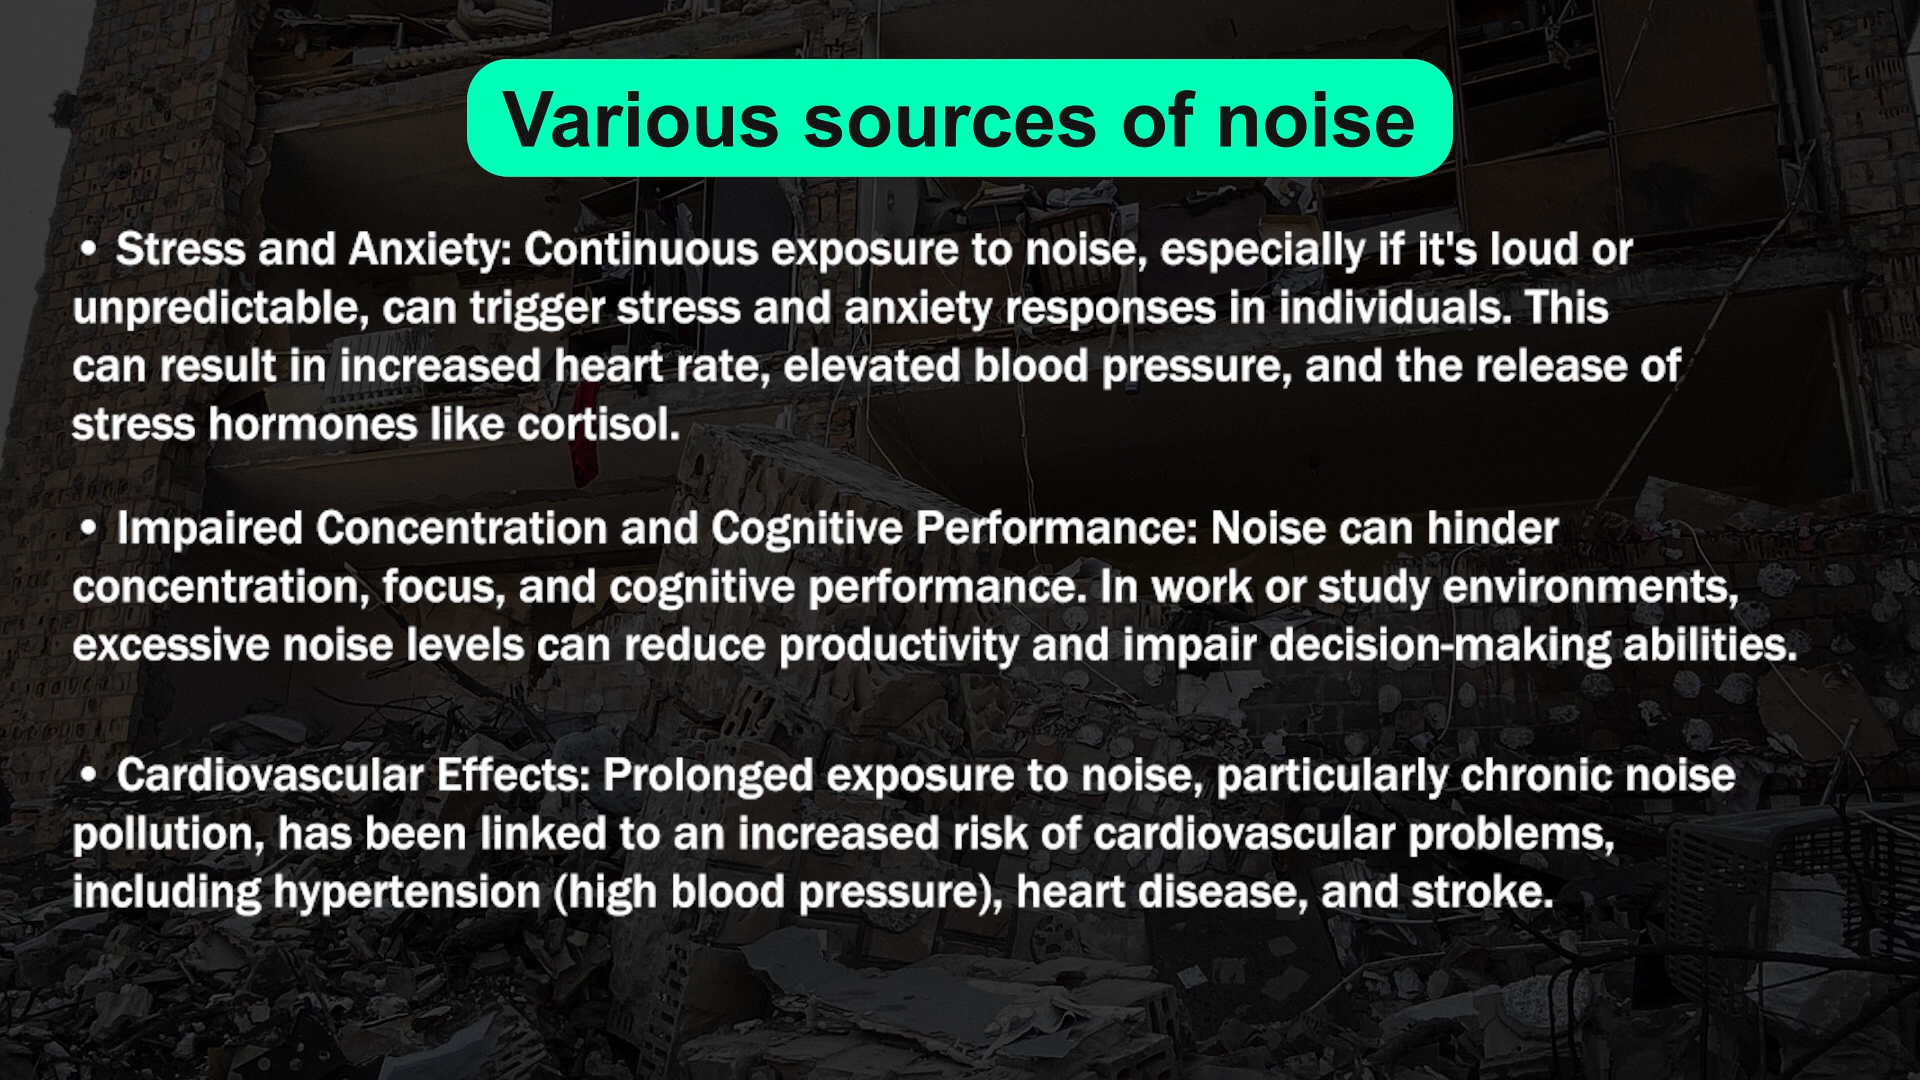 Various sources of noise
• Stress and Anxiety: Continuous exposure to noise, especially if it's loud or
unpredictable, can trigger stress and anxiety responses in individuals. This
can result in increased heart rate, elevated blood pressure, and the release of
stress hormones like cortisol.
• Impaired Concentration and Cognitive Performance: Noise can hinder
concentration, focus, and cognitive performance. In work or study environments,
excessive noise levels can reduce productivity and impair decision-making abilities.
• Cardiovascular Effects: Prolonged exposure to noise, particularly chronic noise
pollution, has been linked to an increased risk of cardiovascular problems,
including hypertension (high blood pressure), heart disease, and stroke.